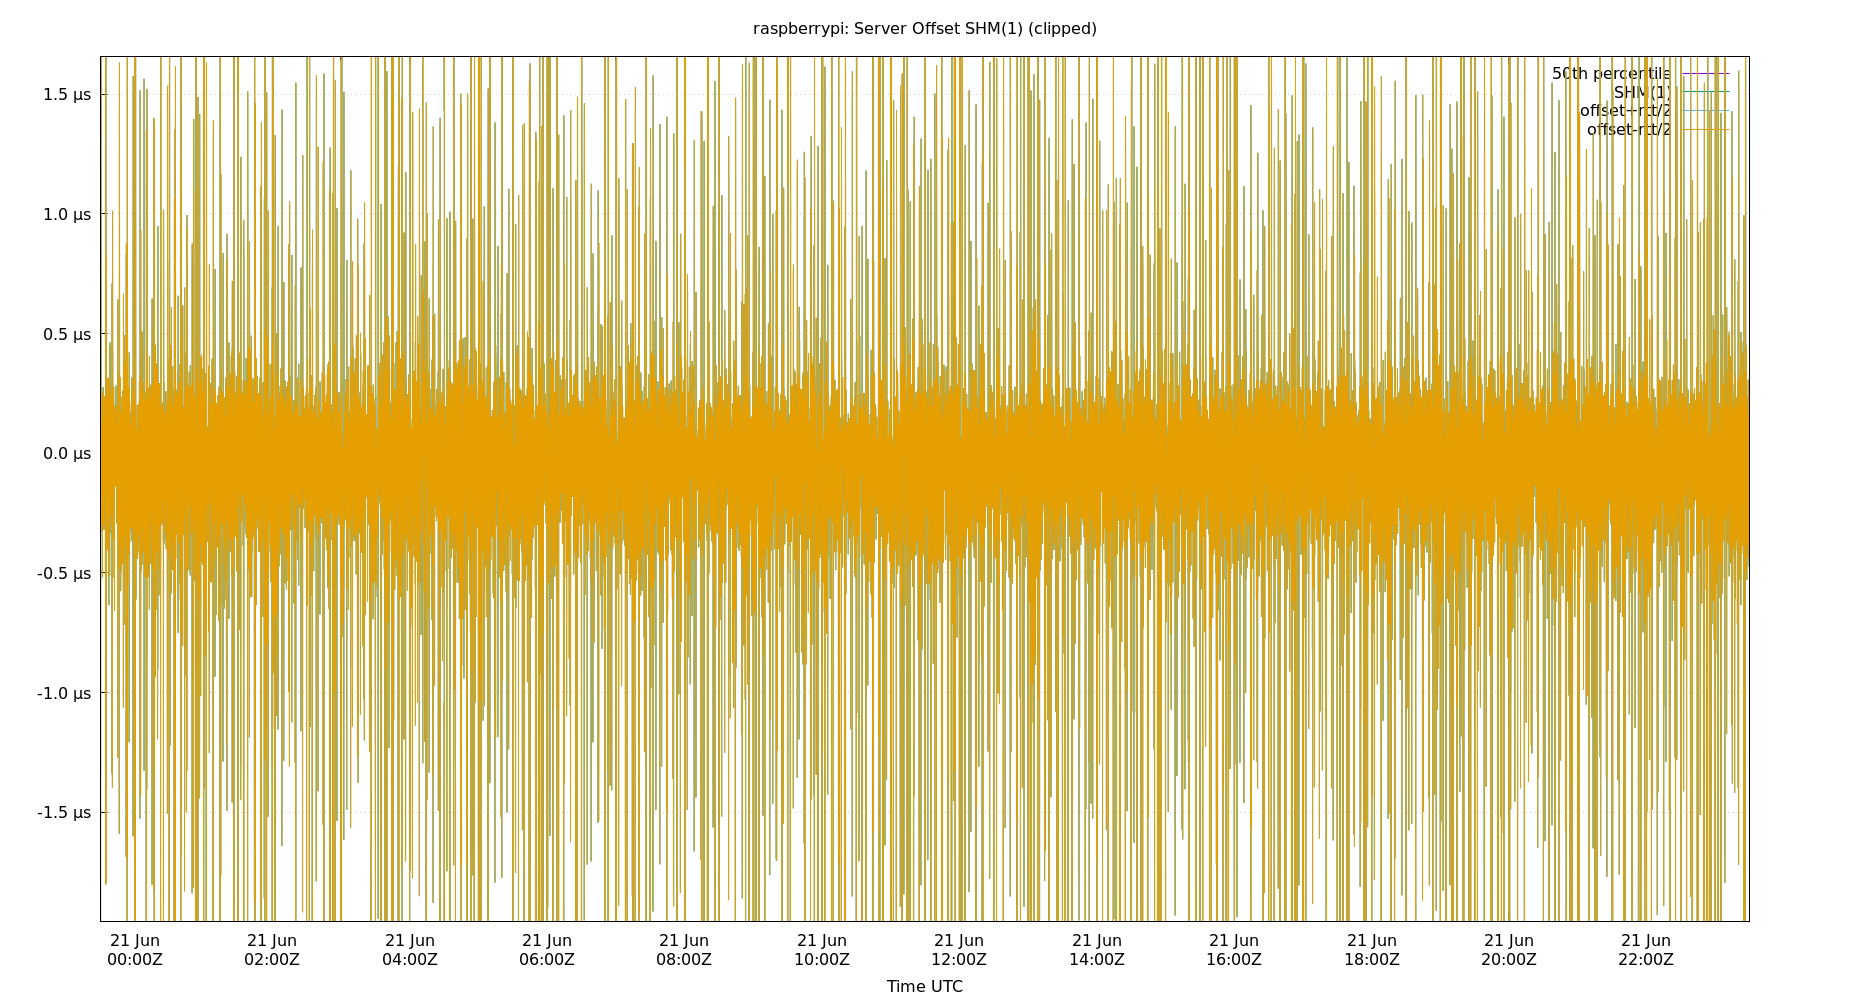 raspberrypi: Server Offset SHM(1) (clipped)
50th percentile
SHM(1)
offset+rtt/2
offset-rtt/2
1.5 μs
1.0 μs
0.5 μs
0.0 μs
-0.5 μs
-1.0 μs
-1.5 μs
21 Jun 21 Jun 21 Jun 21 Jun 21 Jun 21 Jun 21 Jun 21 Jun 21 Jun 21 Jun 21 Jun 21 Jun
00:00Z 02:00Z 04:00Z 06:00Z 08:00Z 10:00Z 12:00Z 14:00Z 16:00Z 18:00Z 20:00Z 22:00Z
Time UTC